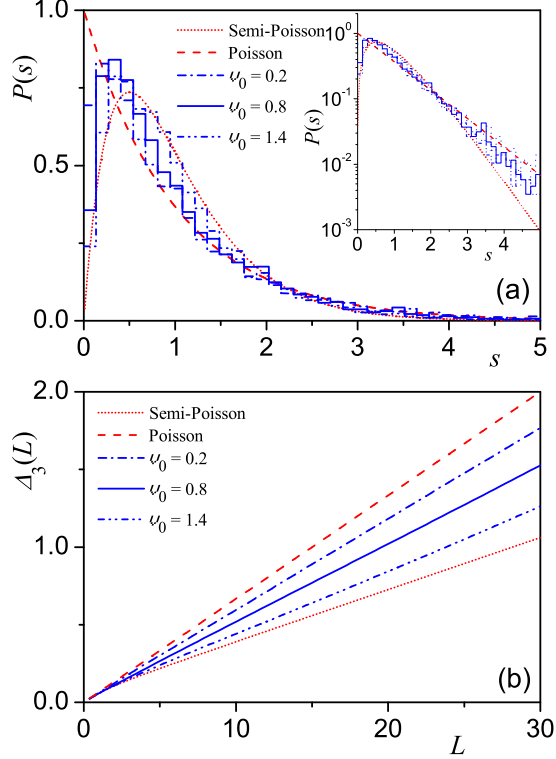 1.0
0.5
0.0
P(s)
0 1 2 3 4 5
s
(a)
Semi-Poisson
Poisson
υ₀ = 0.2
υ₀ = 0.8
υ₀ = 1.4
10⁰
10⁻¹
10⁻²
10⁻³
P(s)
0 1 2 3 4
s
2.0
1.0
0.0
Δ₃(L)
Semi-Poisson
Poisson
υ₀ = 0.2
υ₀ = 0.8
υ₀ = 1.4
(b)
0 10 20 30
L